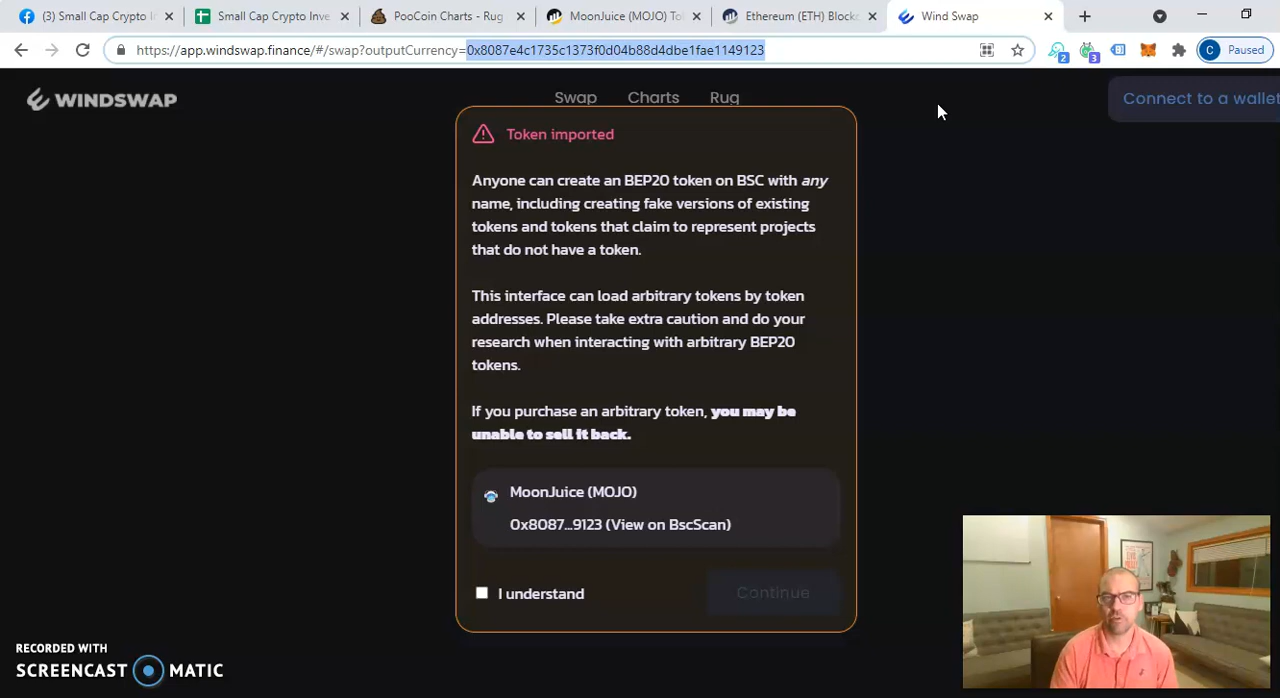 (3) Small Cap Crypto I
Small Cap Crypto Inve
PooCoin Charts - Rug
MoonJuice (MOJO) To
Ethereum (ETH) Block
Wind Swap
https://app.windswap.finance/#/swap?outputCurrency=0x8087e4c1735c1373f0d04b88d4dbe1fae1149123
2
3
C Paused
WINDSWAP
Swap Charts Rug
Connect to a wallet
Token imported
Anyone can create an BEP20 token on BSC with any
name, including creating fake versions of existing
tokens and tokens that claim to represent projects
that do not have a token.
This interface can load arbitrary tokens by token
addresses. Please take extra caution and do your
research when interacting with arbitrary BEP20
tokens.
If you purchase an arbitrary token, you may be
unable to sell it back.
MoonJuice (MOJO)
0x8087...9123 (View on BscScan)
I understand
Continue
RECORDED WITH
SCREENCAST MATIC